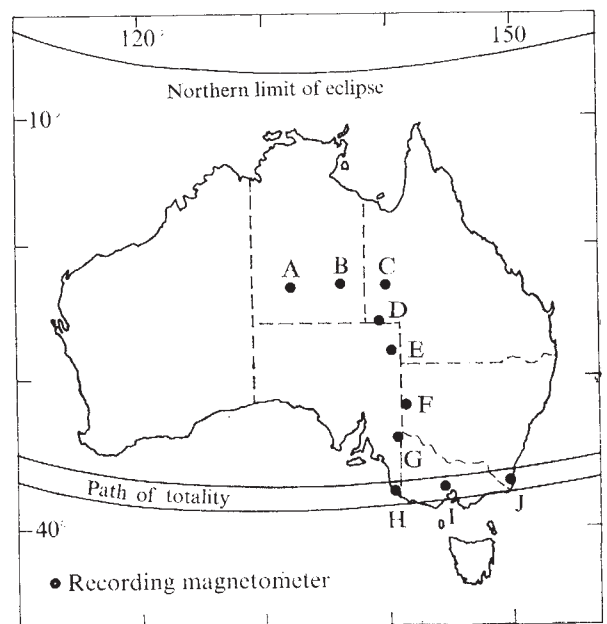 120°
150
Northern limit of eclipse
10°
A
B
C
D
E
F
G
Path of totality
H
I
J
40°
Recording magnetometer